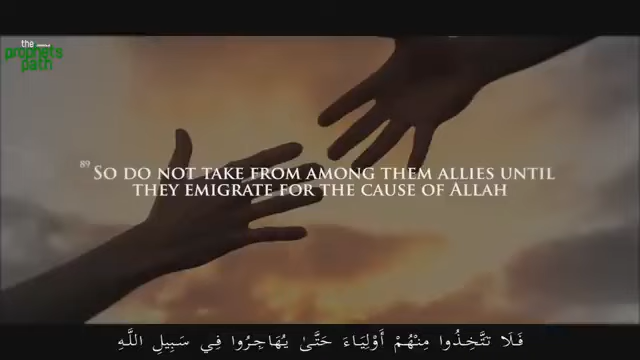 the
prophet's
path
89 SO DO NOT TAKE FROM AMONG THEM ALLIES UNTIL
THEY EMIGRATE FOR THE CAUSE OF ALLAH
فَلَا تَتَّخِذُوا مِنْهُمْ أَوْلِيَاءَ حَتَّىٰ يُهَاجِرُوا فِي سَبِيلِ اللَّهِ